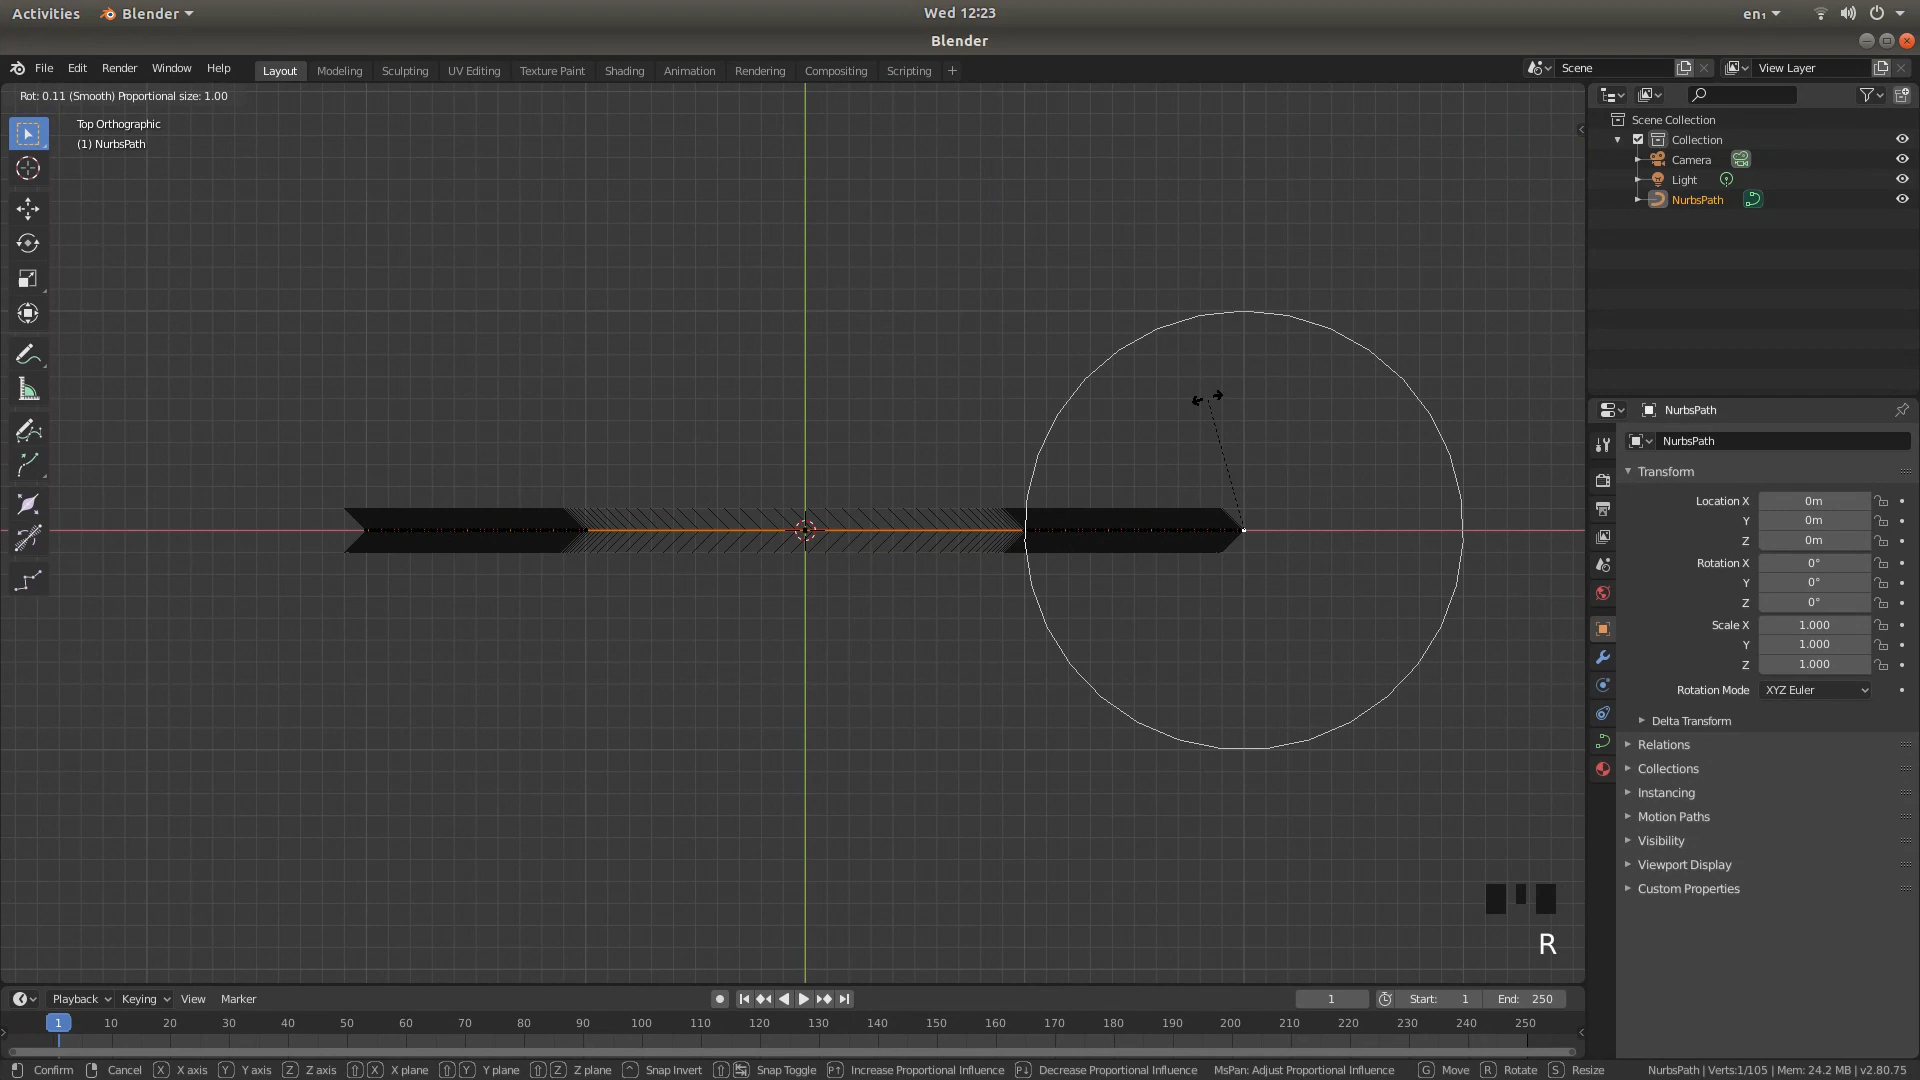 Activities Blender Wed 12:23 en₁
Blender
File Edit Render Window Help Layout Modeling Sculpting UV Editing Texture Paint Shading Animation Rendering Compositing Scripting + Scene View Layer
Rot: 0.11 (Smooth) Proportional size: 1.00
Top Orthographic
(1) NurbsPath
Scene Collection
Collection
Camera
Light
NurbsPath
NurbsPath
NurbsPath
Transform
Location X 0m
Y 0m
Z 0m
Rotation X 0°
Y 0°
Z 0°
Scale X 1.000
Y 1.000
Z 1.000
Rotation Mode XYZ Euler
Delta Transform
Relations
Collections
Instancing
Motion Paths
Visibility
Viewport Display
Custom Properties
R
Playback Keying View Marker 1 Start: 1 End: 250
1 10 20 30 40 50 60 70 80 90 100 110 120 130 140 150 160 170 180 190 200 210 220 230 240 250
Confirm Cancel X X axis Y Y axis Z Z axis X X plane Y Y plane Z Z plane Snap Invert Snap Toggle P↑ Increase Proportional Influence P↓ Decrease Proportional Influence MsPan: Adjust Proportional Influence G Move R Rotate S Resize NurbsPath | Verts:1/105 | Mem: 24.2 MB | v2.80.75